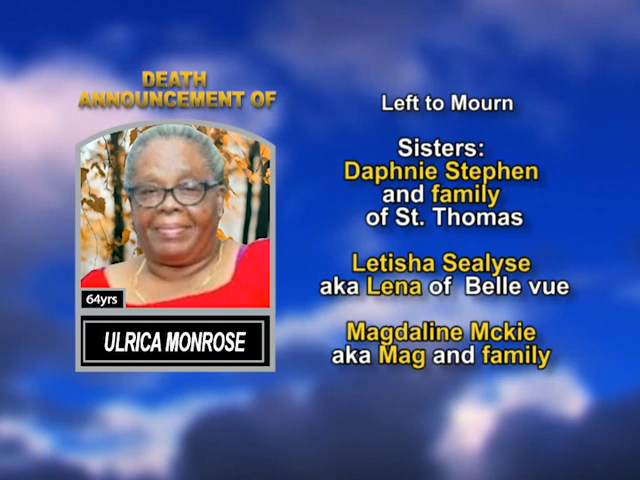 DEATH
ANNOUNCEMENT OF
64yrs
ULRICA MONROSE
Left to Mourn
Sisters:
Daphnie Stephen
and family
of St. Thomas
Letisha Sealyse
aka Lena of Belle vue
Magdaline Mckie
aka Mag and family